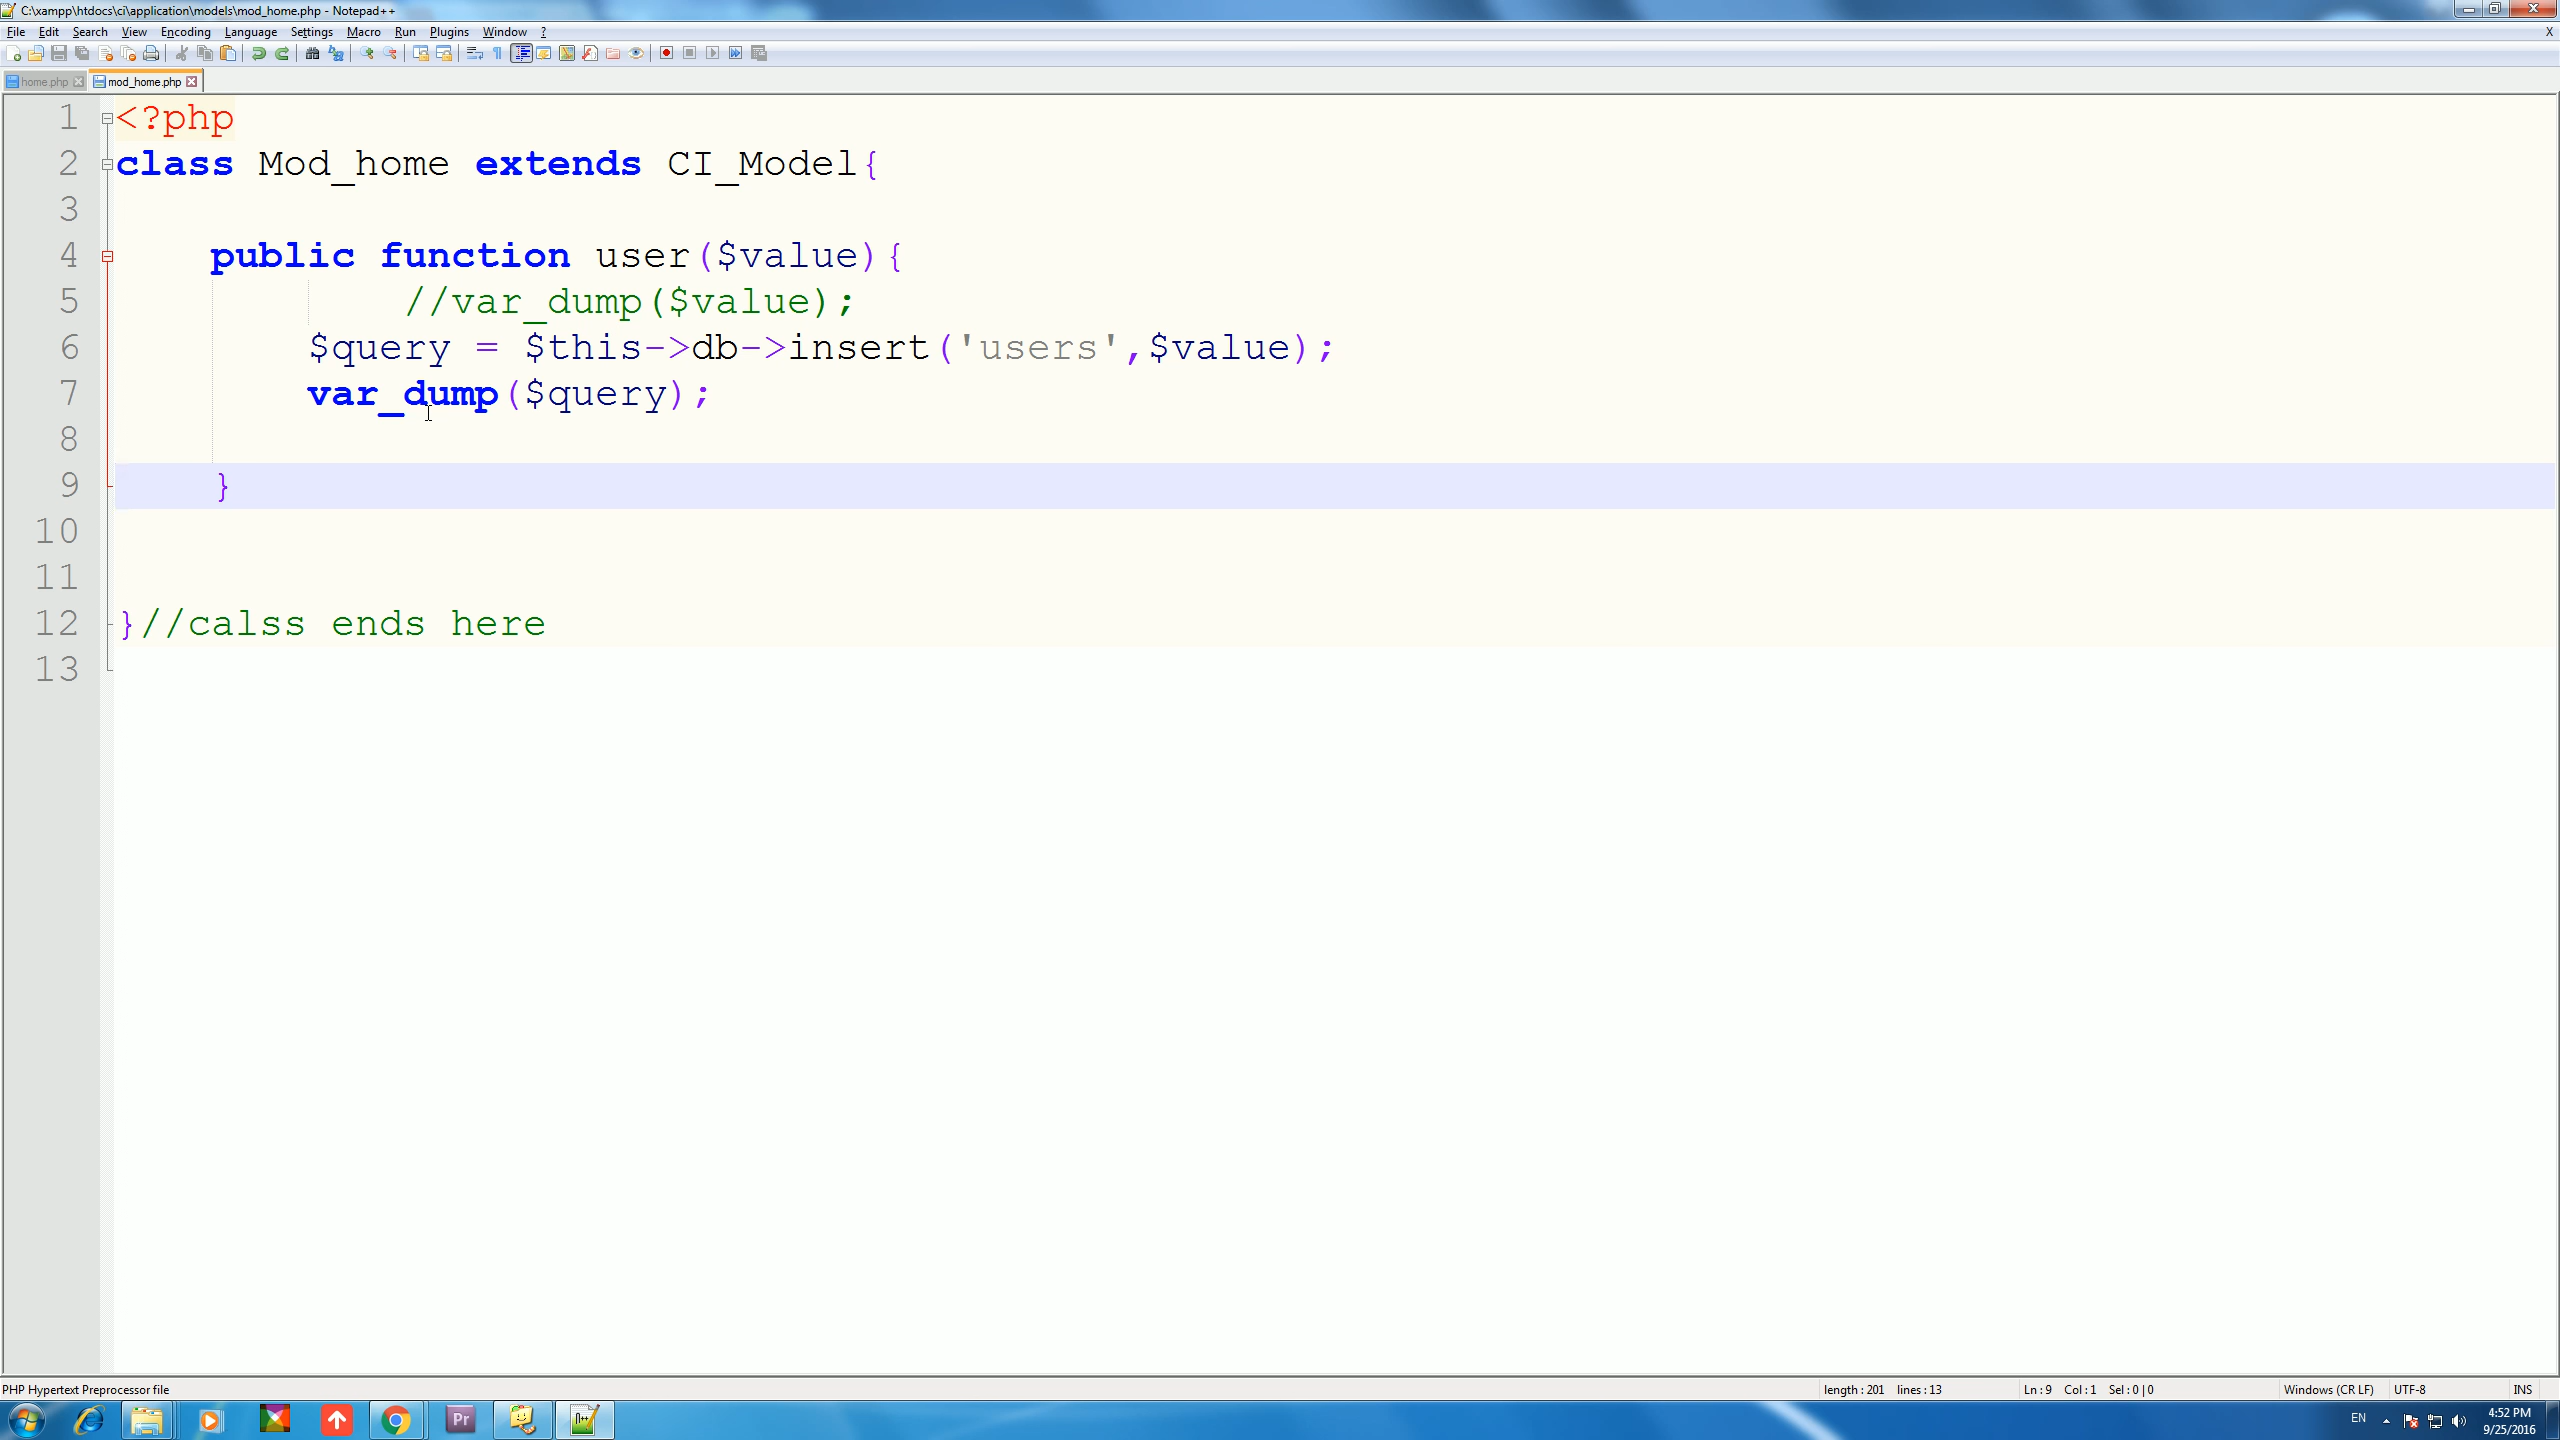 C:\xampp\htdocs\ci\application\models\mod_home.php - Notepad++
File Edit Search View Encoding Language Settings Macro Run Plugins Window ? X
home.php mod_home.php
1 <?php
2 class Mod_home extends CI_Model{
3
4 public function user($value){
5 //var_dump($value);
6 $query = $this->db->insert('users',$value);
7 var_dump($query);
8
9 }
10
11
12 }//calss ends here
13
PHP Hypertext Preprocessor file length : 201 lines : 13 Ln : 9 Col : 1 Sel : 0 | 0 Windows (CR LF) UTF-8 INS
Pr EN 4:52 PM
9/25/2016